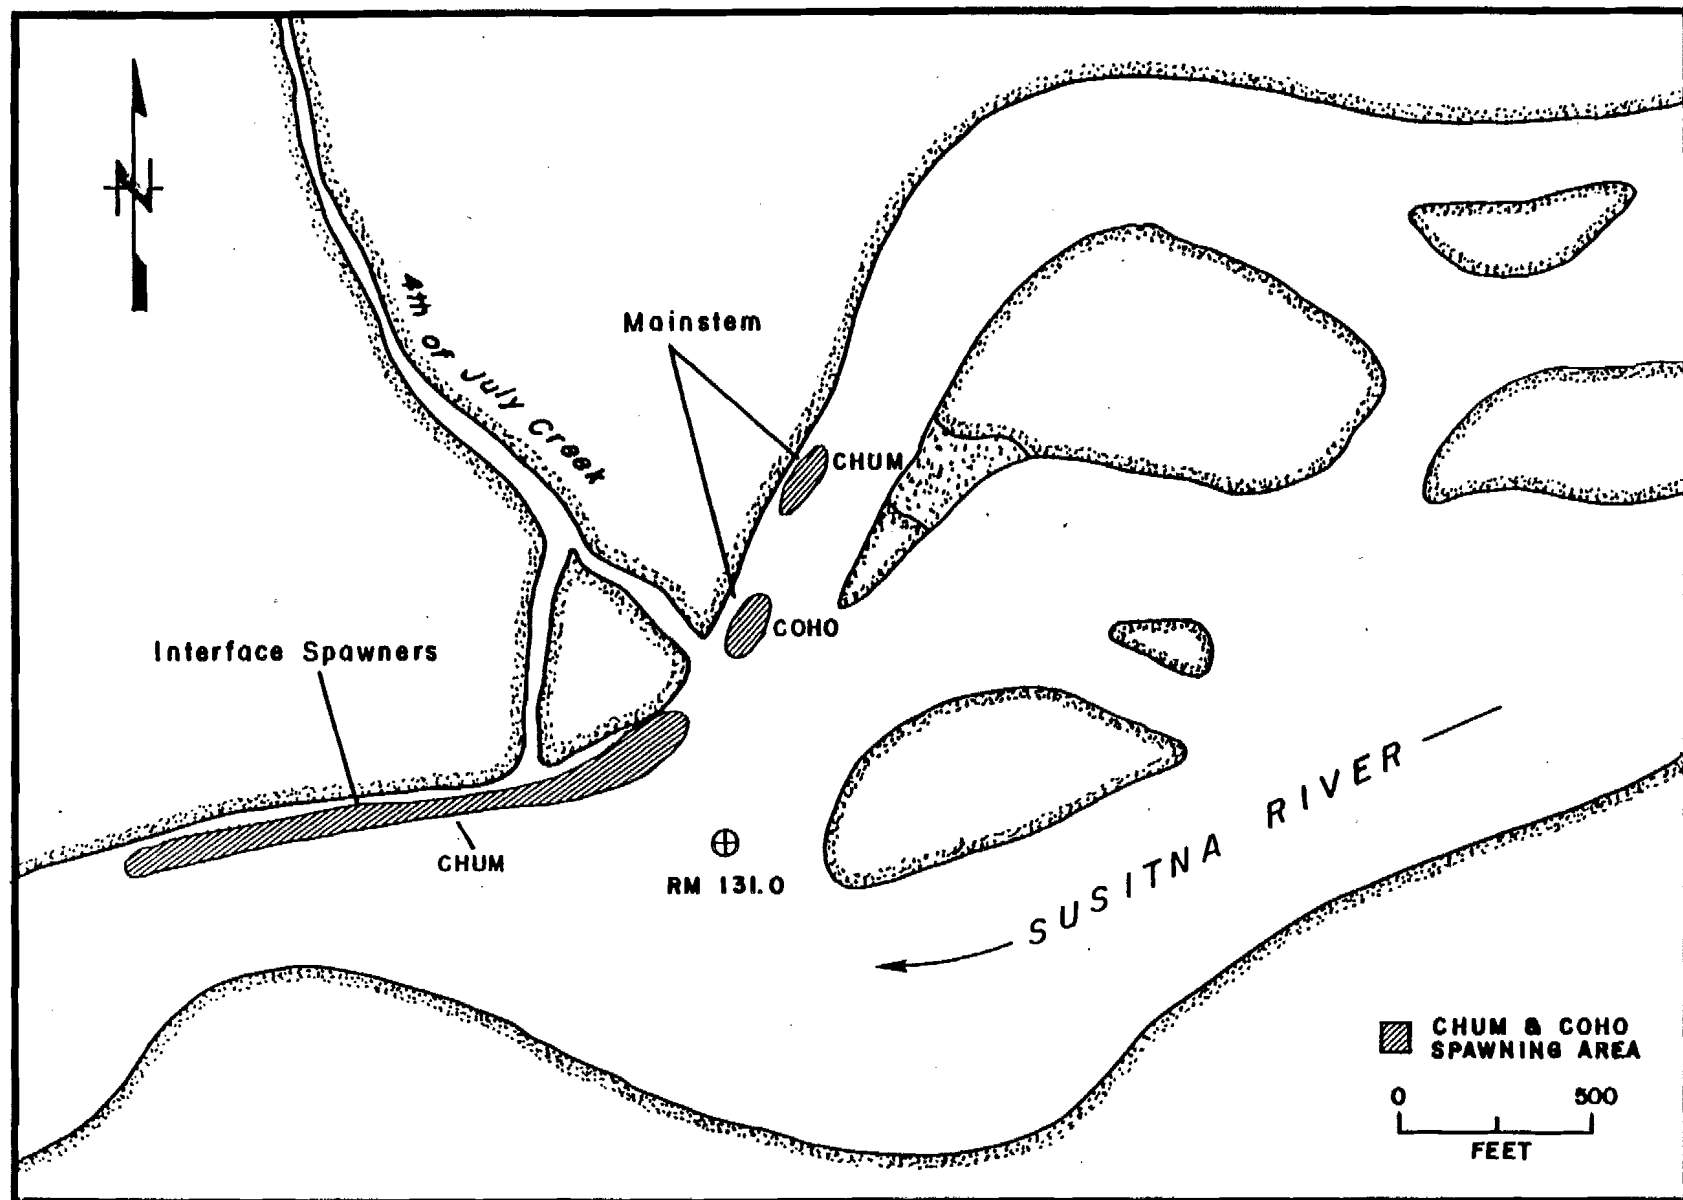 N
4th of July Creek
Mainstem
CHUM
COHO
Interface Spawners
CHUM
RM 131.0
SUSITNA RIVER
CHUM & COHO
SPAWNING AREA
0 500
FEET